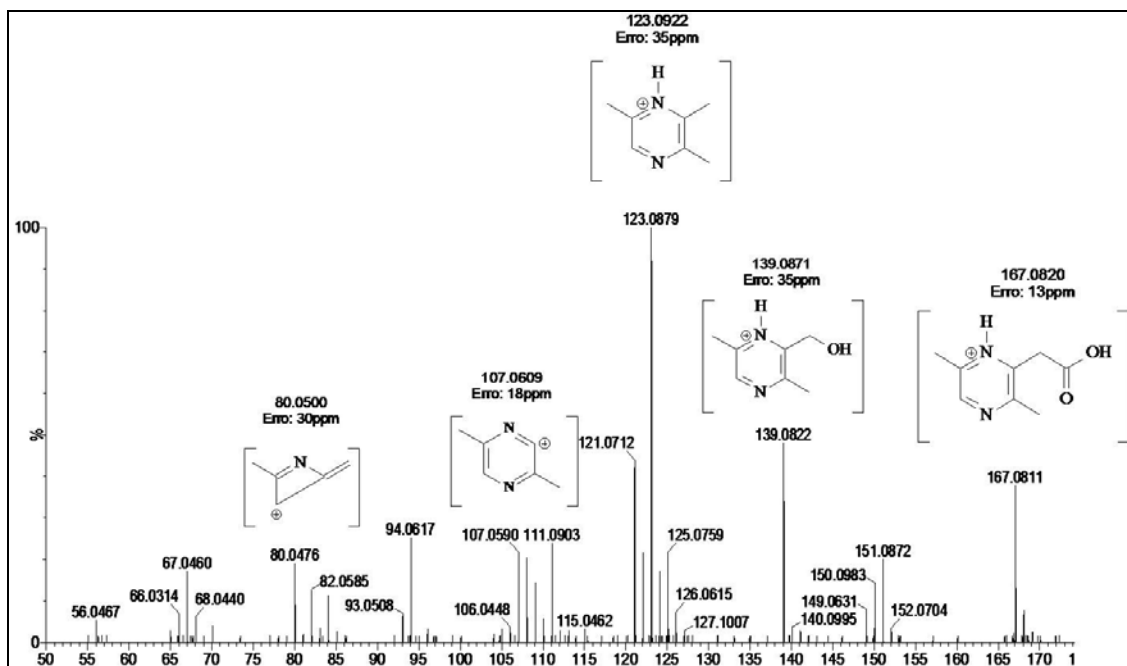 123.0922
Erro: 35ppm
H
N
N
100
123.0879
139.0871
Erro: 35ppm
H
N
OH
N
167.0820
Erro: 13ppm
H
N
OH
O
N
107.0609
Erro: 18ppm
N
N
80.0500
Erro: 30ppm
N
%
121.0712
139.0822
167.0811
94.0617
107.0590
111.0903
125.0759
67.0460
80.0476
82.0585
151.0872
150.0983
66.0314
126.0615
56.0467
68.0440
93.0508
106.0448
115.0462
127.1007
149.0631
140.0995
152.0704
0
50 55 60 65 70 75 80 85 90 95 100 105 110 115 120 125 130 135 140 145 150 155 160 165 170 1